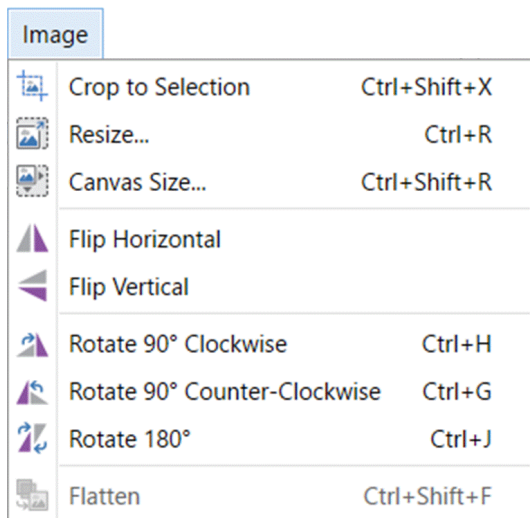 Image
Crop to Selection Ctrl+Shift+X
Resize... Ctrl+R
Canvas Size... Ctrl+Shift+R
Flip Horizontal
Flip Vertical
Rotate 90° Clockwise Ctrl+H
Rotate 90° Counter-Clockwise Ctrl+G
Rotate 180° Ctrl+J
Flatten Ctrl+Shift+F